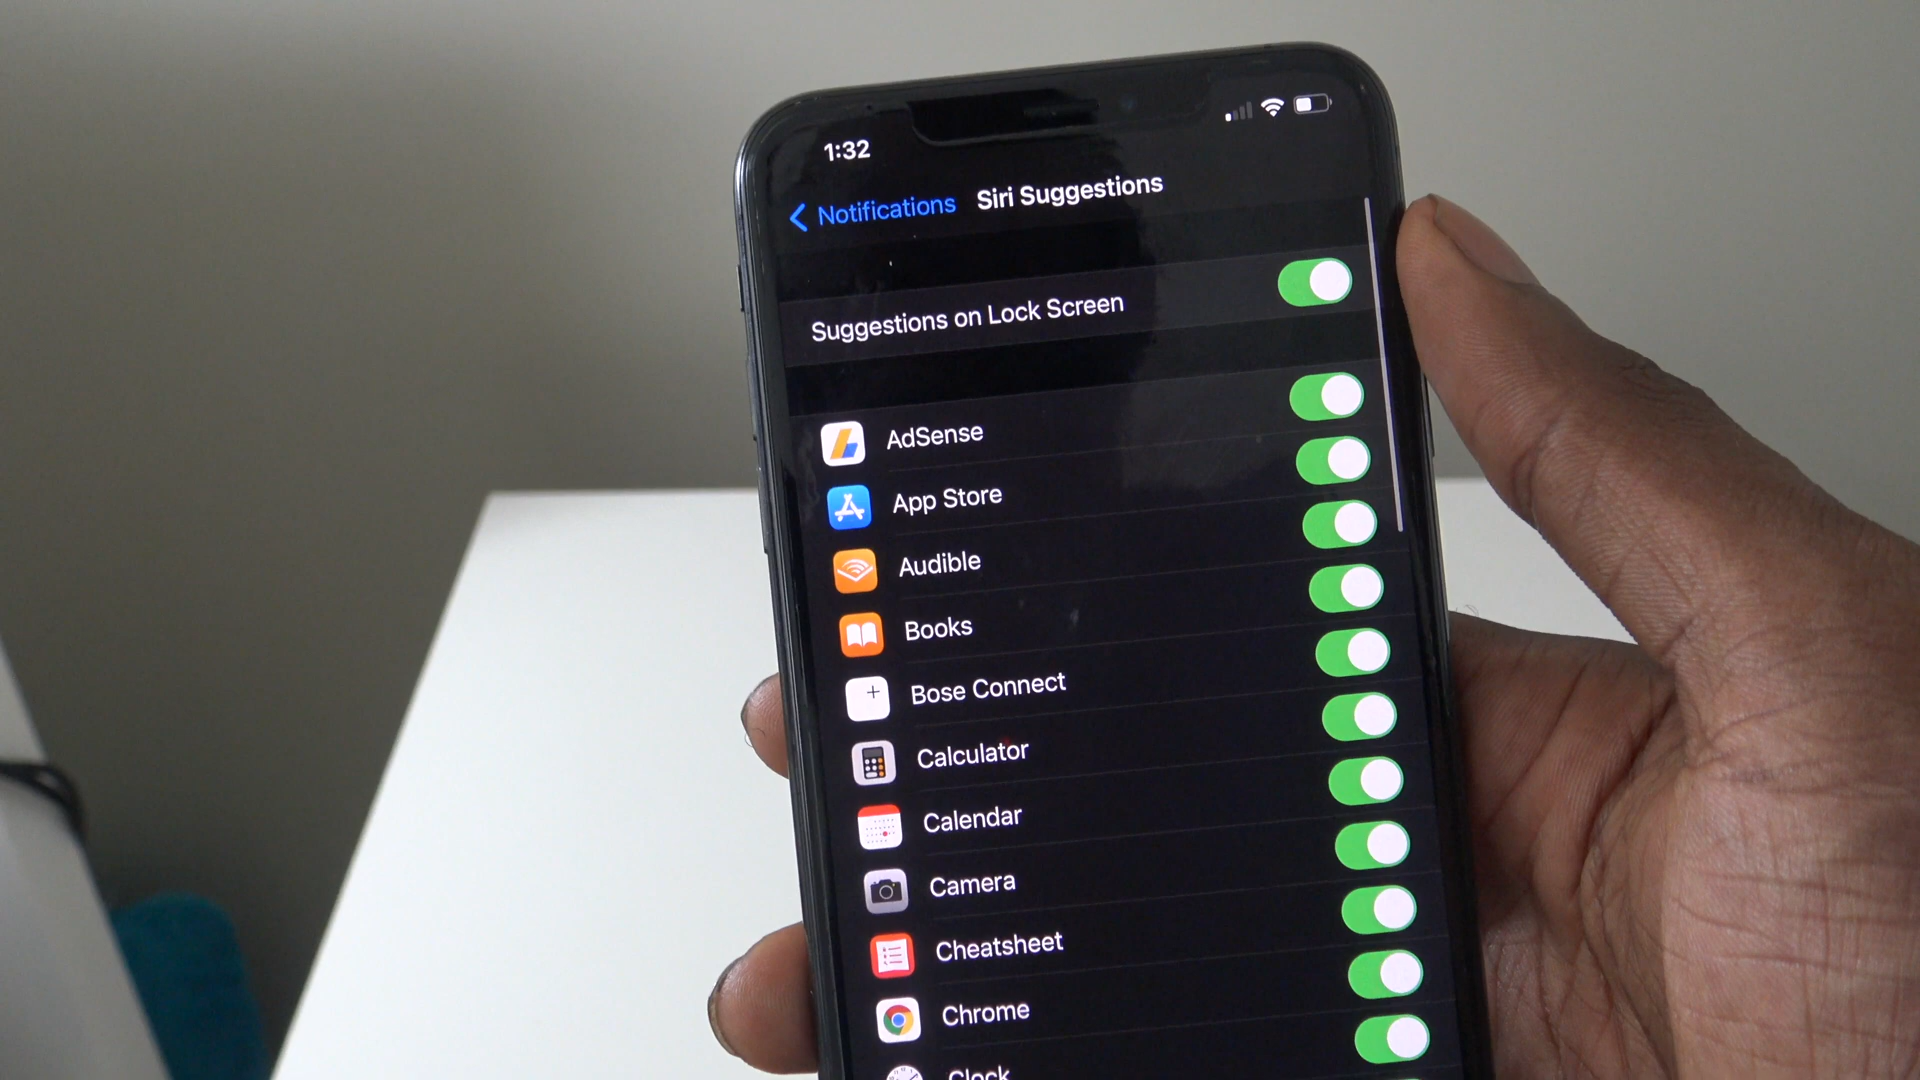 1:32
Notifications Siri Suggestions
Suggestions on Lock Screen
AdSense
App Store
Audible
Books
Bose Connect
Calculator
Calendar
Camera
Cheatsheet
Chrome
Clock